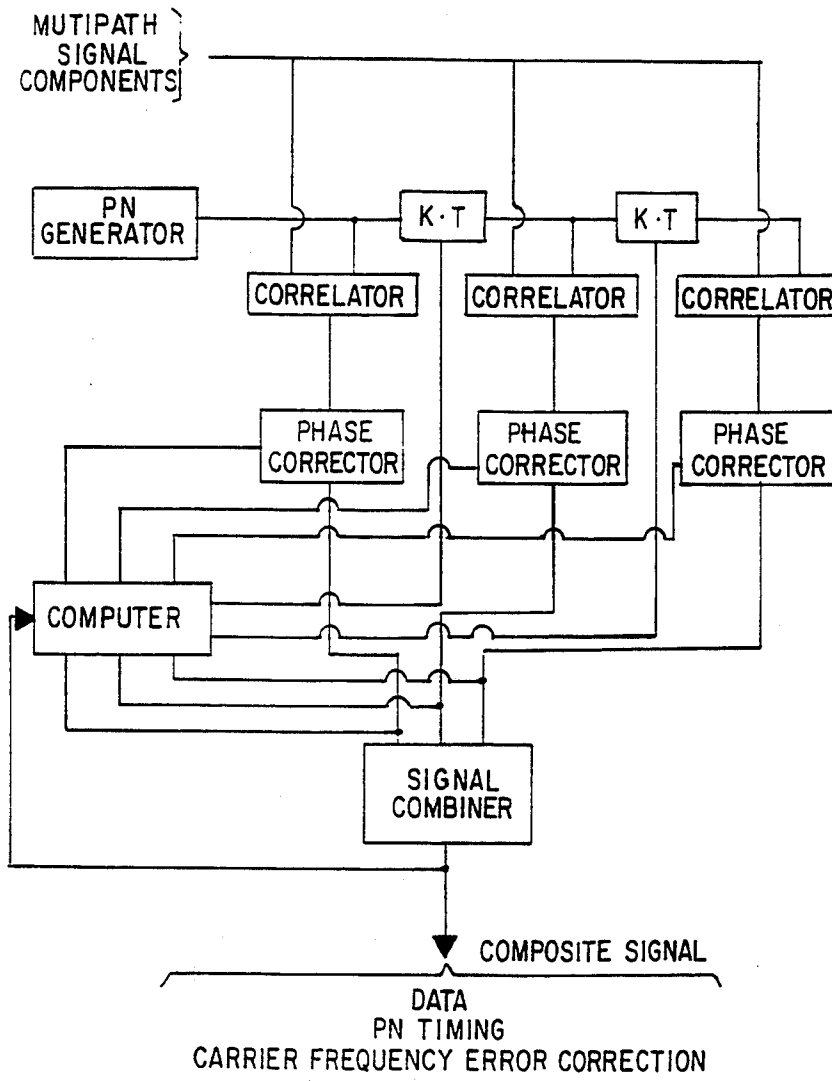 MUTIPATH
SIGNAL
COMPONENTS
PN
GENERATOR
K·T
K·T
CORRELATOR
CORRELATOR
CORRELATOR
PHASE
CORRECTOR
PHASE
CORRECTOR
PHASE
CORRECTOR
COMPUTER
SIGNAL
COMBINER
COMPOSITE SIGNAL
DATA
PN TIMING
CARRIER FREQUENCY ERROR CORRECTION